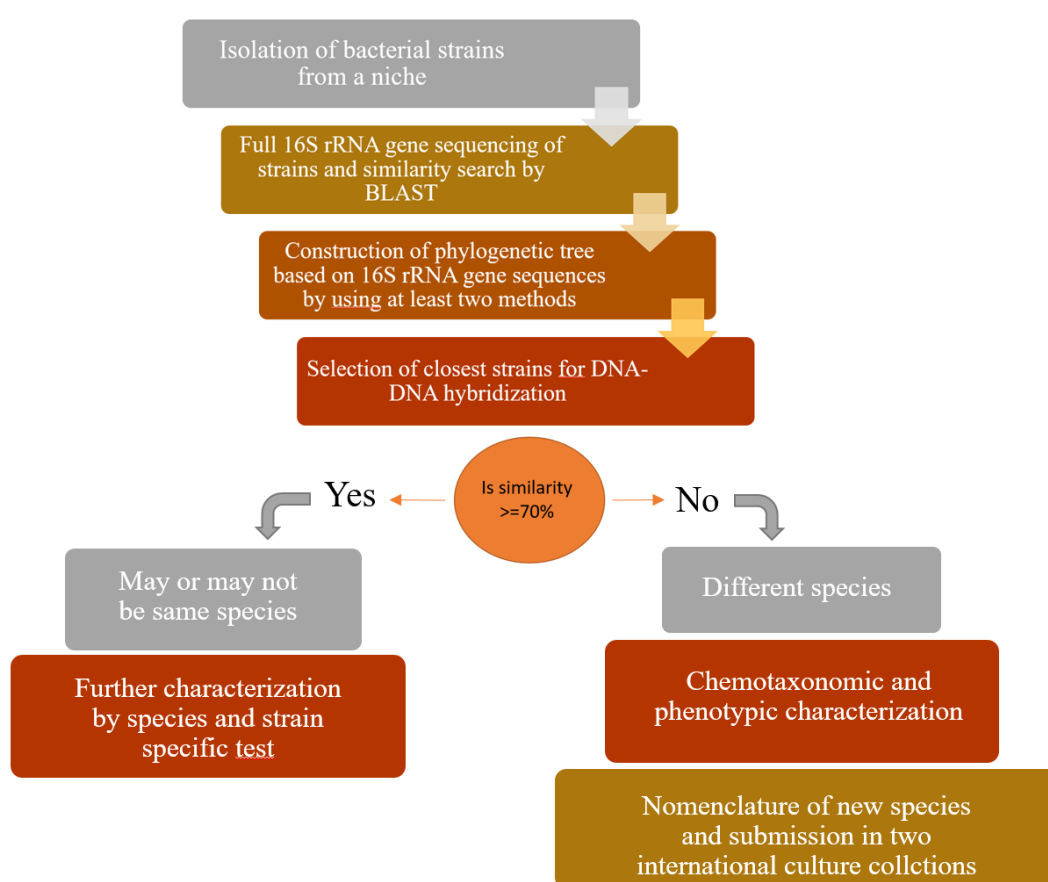 Isolation of bacterial strains
from a niche
Full 16S rRNA gene sequencing of
strains and similarity search by
BLAST
Construction of phylogenetic tree
based on 16S rRNA gene sequences
by using at least two methods
Selection of closest strains for DNA-
DNA hybridization
Is similarity
>=70%
Yes
No
May or may not
be same species
Further characterization
by species and strain
specific test
Different species
Chemotaxonomic and
phenotypic characterization
Nomenclature of new species
and submission in two
international culture collctions